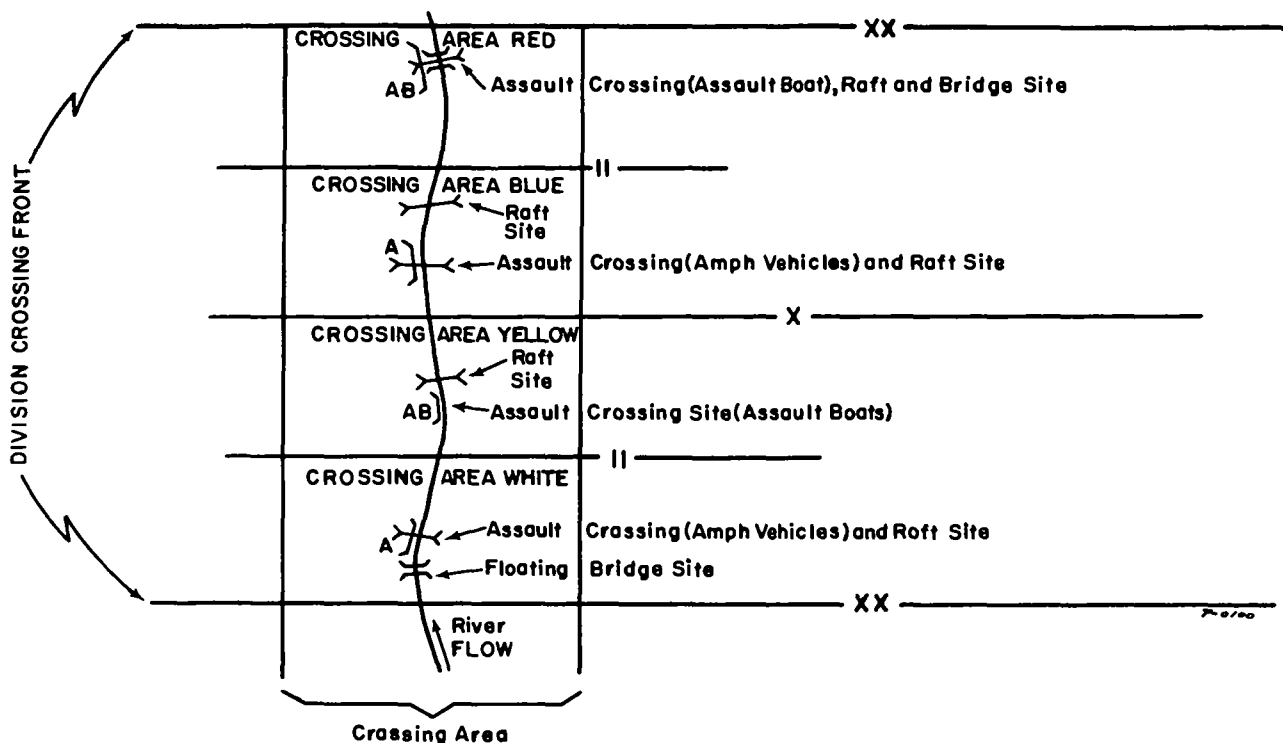 XX
CROSSING AREA RED
AB
Assault Crossing(Assault Boat), Raft and Bridge Site
II
CROSSING AREA BLUE
Raft
Site
A
Assault Crossing(Amph Vehicles) and Raft Site
X
CROSSING AREA YELLOW
Raft
Site
AB
Assault Crossing Site(Assault Boats)
II
CROSSING AREA WHITE
A
Assault Crassing(Amph Vehicles) and Roft Site
Floating Bridge Site
XX
River
FLOW
Crassing Area
DIVISION CROSSING FRONT